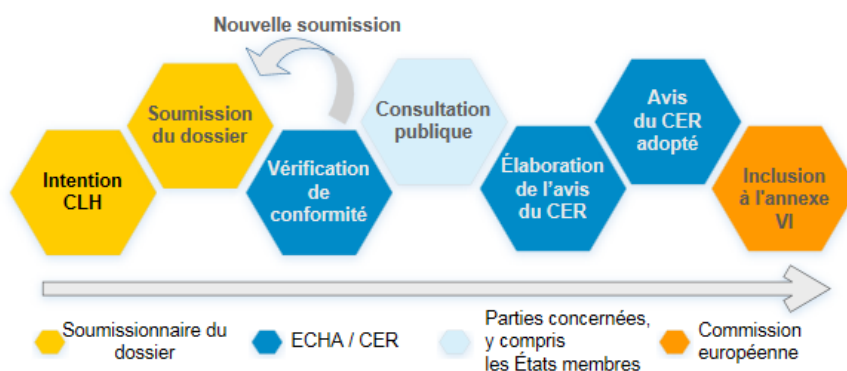 Nouvelle soumission
Intention
CLH
Soumission
du dossier
Vérification
de
conformité
Consultation
publique
Élaboration
de l'avis
du CER
Avis
du CER
adopté
Inclusion
à l'annexe
VI
Soumissionnaire du
dossier
ECHA / CER
Parties concernées,
y compris
les États membres
Commission
européenne